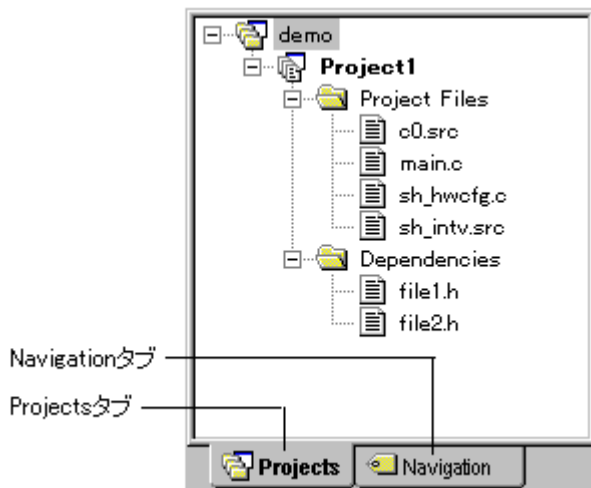 demo
Project1
Project Files
c0.src
main.c
sh_hwcfg.c
sh_intv.src
Dependencies
file1.h
file2.h
Navigationタブ
Projectsタブ
Projects
Navigation